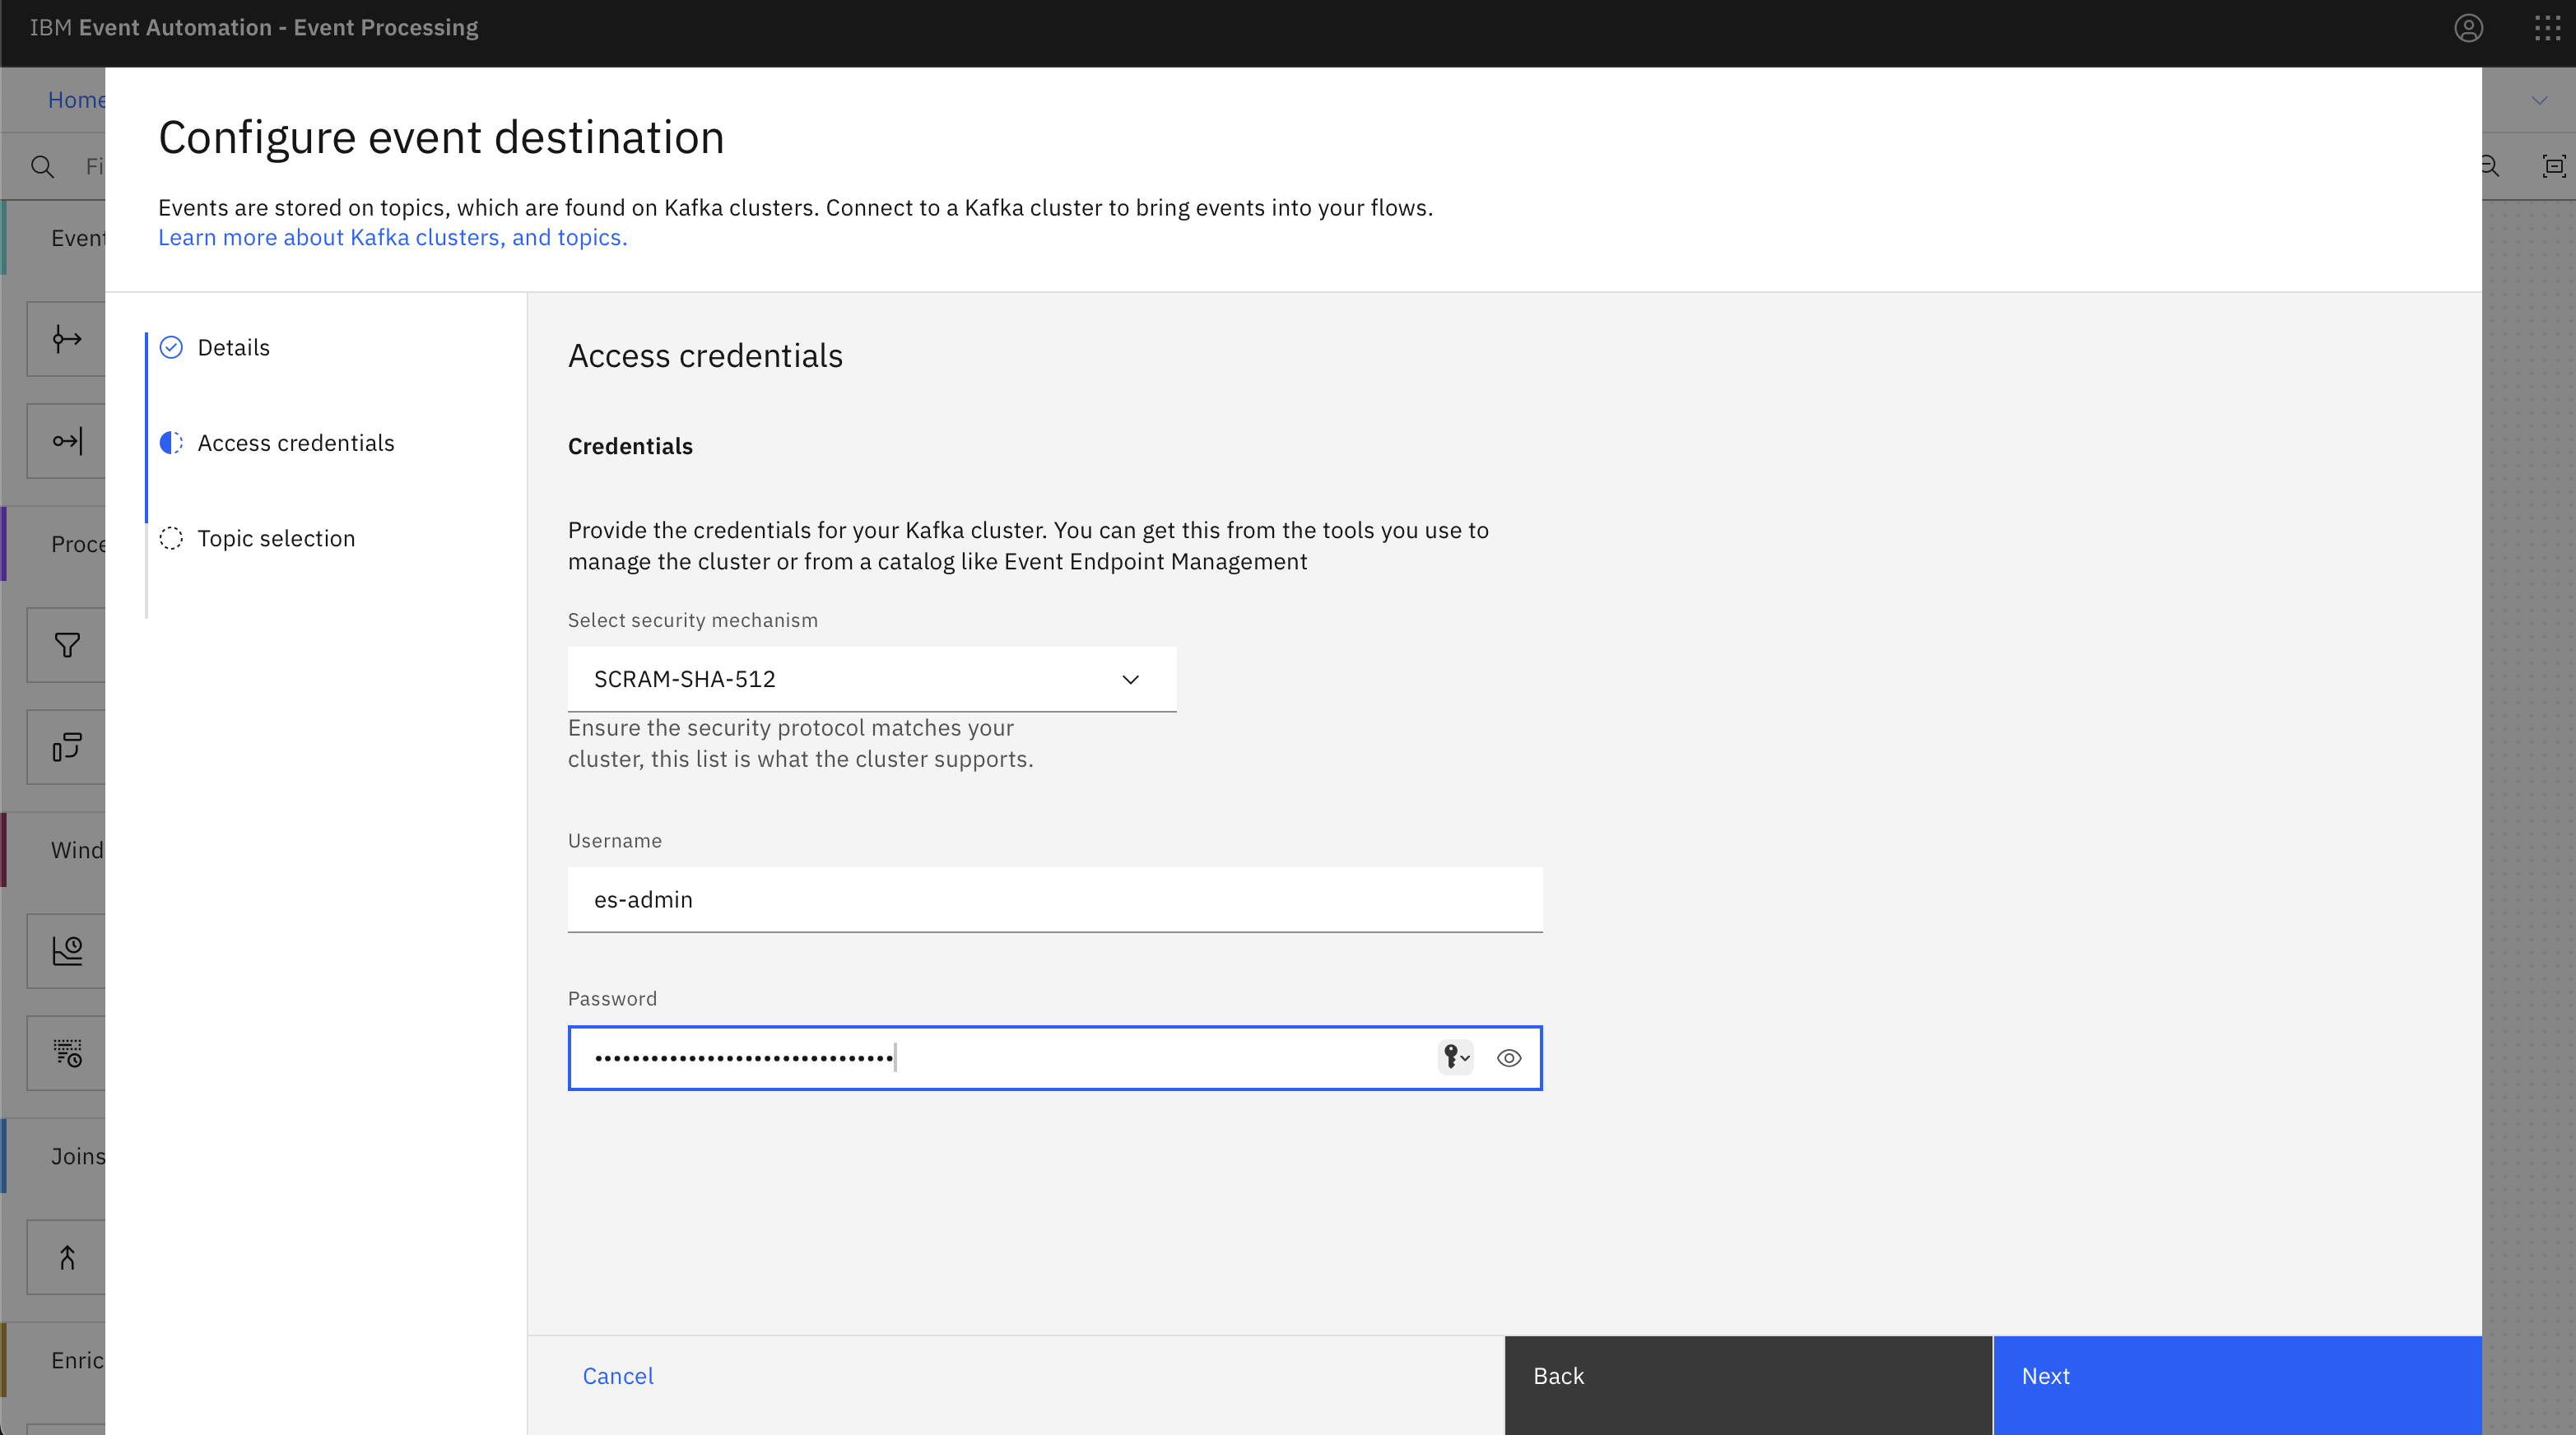 IBM Event Automation - Event Processing
Home
Configure event destination
Fi
Events are stored on topics, which are found on Kafka clusters. Connect to a Kafka cluster to bring events into your flows.
Learn more about Kafka clusters, and topics.
Event
Proce
Wind
Joins
Enric
Details
Access credentials
Topic selection
Access credentials
Credentials
Provide the credentials for your Kafka cluster. You can get this from the tools you use to
manage the cluster or from a catalog like Event Endpoint Management
Select security mechanism
SCRAM-SHA-512
Ensure the security protocol matches your
cluster, this list is what the cluster supports.
Username
es-admin
Password
••••••••••••••••••••••••••••••••
Cancel
Back
Next